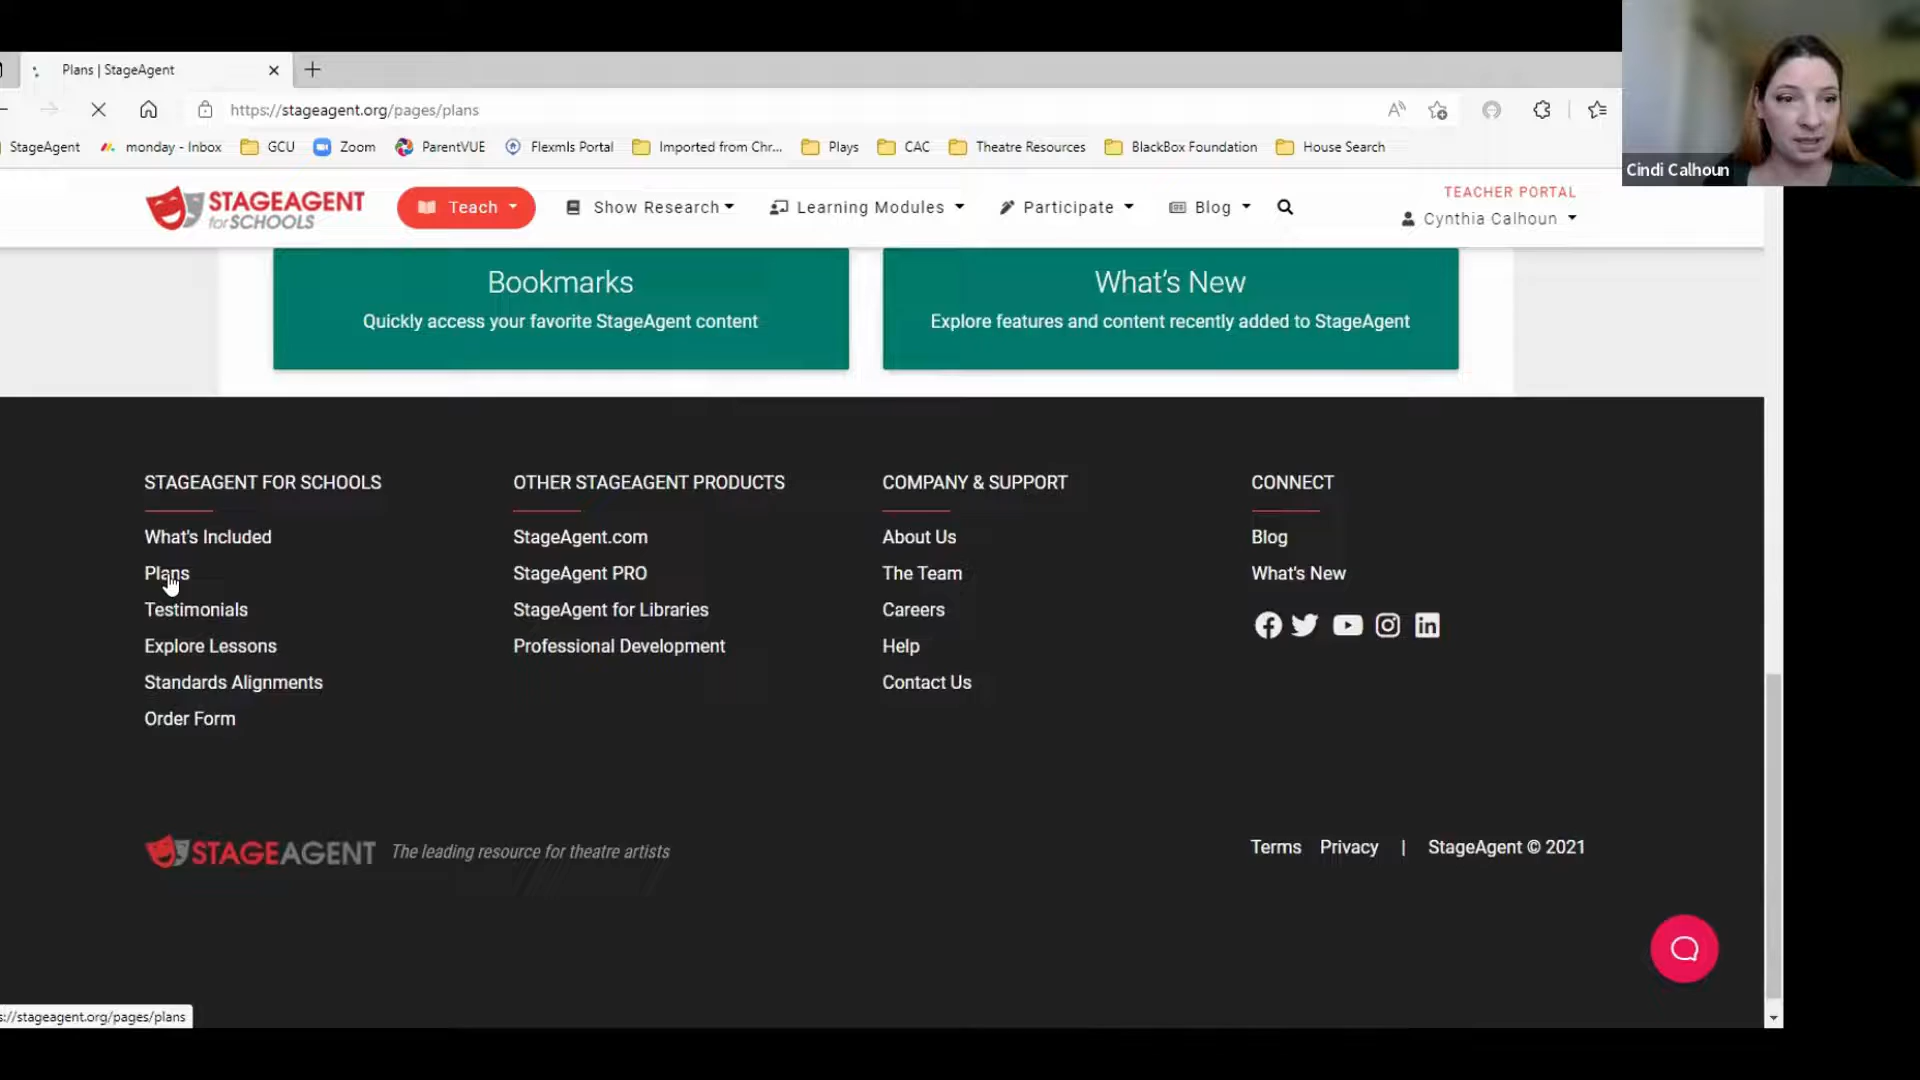 Plans | StageAgent
https://stageagent.org/pages/plans
StageAgent
monday - Inbox
GCU
Zoom
ParentVUE
Flexmls Portal
Imported from Chr...
Plays
CAC
Theatre Resources
BlackBox Foundation
House Search
Cindi Calhoun
STAGEAGENT
for SCHOOLS
Teach
Show Research
Learning Modules
Participate
Blog
TEACHER PORTAL
Cynthia Calhoun
Bookmarks
Quickly access your favorite StageAgent content
What's New
Explore features and content recently added to StageAgent
STAGEAGENT FOR SCHOOLS
What's Included
Plans
Testimonials
Explore Lessons
Standards Alignments
Order Form
OTHER STAGEAGENT PRODUCTS
StageAgent.com
StageAgent PRO
StageAgent for Libraries
Professional Development
COMPANY & SUPPORT
About Us
The Team
Careers
Help
Contact Us
CONNECT
Blog
What's New
STAGEAGENT
The leading resource for theatre artists
Terms Privacy | StageAgent © 2021
s://stageagent.org/pages/plans